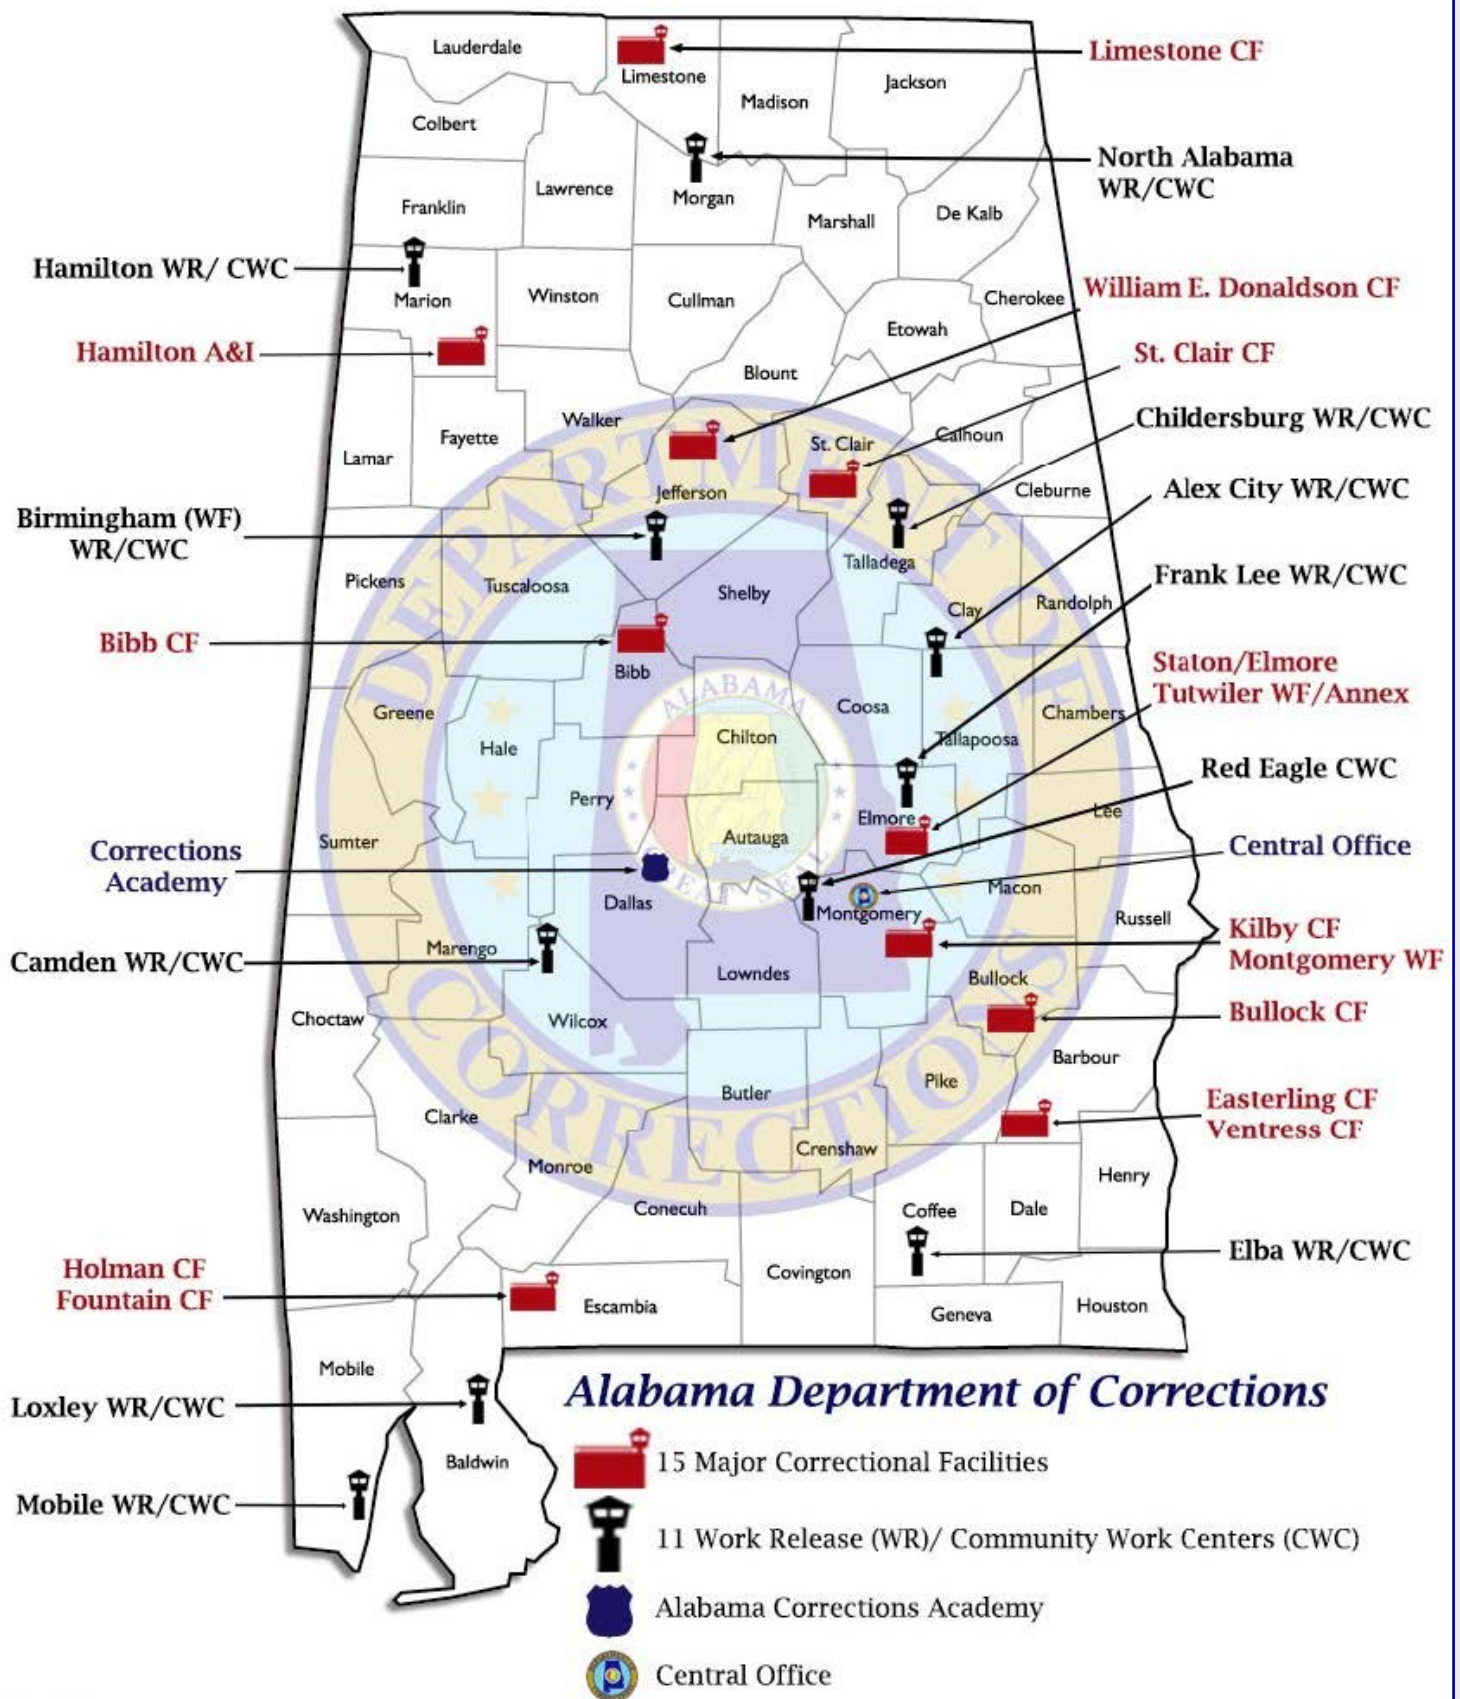 Lauderdale
Limestone
Limestone CF
Madison
Jackson
Colbert
North Alabama
WR/CWC
Lawrence
Morgan
Franklin
Marshall
De Kalb
Hamilton WR/ CWC
Marion
Winston
Cullman
Cherokee
William E. Donaldson CF
Etowah
Hamilton A&I
St. Clair CF
Blount
Walker
Childersburg WR/CWC
Fayette
St. Clair
Calhoun
Lamar
Jefferson
Cleburne
Alex City WR/CWC
Birmingham (WF)
WR/CWC
Talladega
Pickens
Tuscaloosa
Shelby
Frank Lee WR/CWC
Clay
Randolph
Bibb CF
Bibb
Staton/Elmore
Tutwiler WF/Annex
Greene
Coosa
Chambers
Hale
Chilton
Tallapoosa
Red Eagle CWC
Perry
Elmore
Lee
Sumter
Autauga
Central Office
Corrections
Academy
Dallas
Macon
Montgomery
Russell
Marengo
Kilby CF
Montgomery WF
Camden WR/CWC
Lowndes
Bullock
Bullock CF
Choctaw
Wilcox
Barbour
Butler
Pike
Easterling CF
Ventress CF
Clarke
Crenshaw
Monroe
Henry
Washington
Conecuh
Coffee
Dale
Elba WR/CWC
Holman CF
Fountain CF
Covington
Escambia
Geneva
Houston
Mobile
Loxley WR/CWC
Baldwin
Mobile WR/CWC
DEPARTMENT OF
CORRECTIONS
ALABAMA
GREAT SEAL
Alabama Department of Corrections
15 Major Correctional Facilities
11 Work Release (WR)/ Community Work Centers (CWC)
Alabama Corrections Academy
Central Office